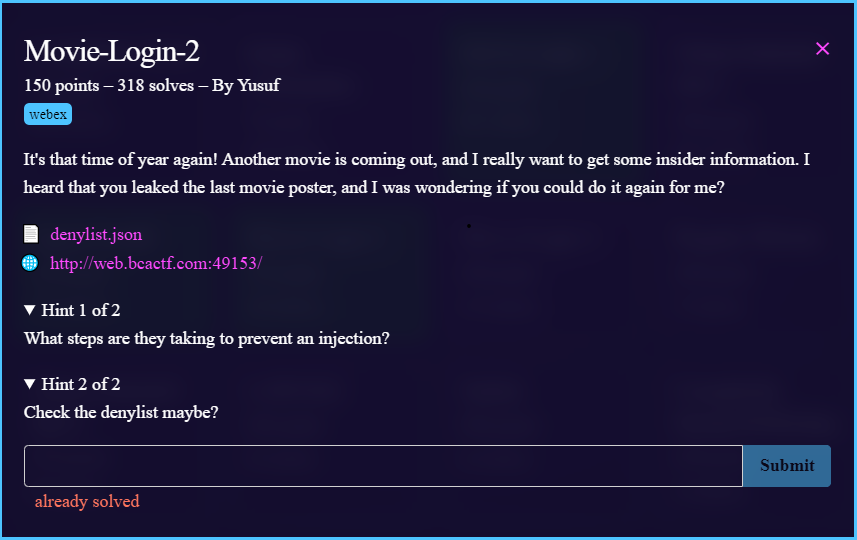 Movie-Login-2
150 points – 318 solves – By Yusuf
webex
It's that time of year again! Another movie is coming out, and I really want to get some insider information. I
heard that you leaked the last movie poster, and I was wondering if you could do it again for me?
denylist.json
http://web.bcactf.com:49153/
▼ Hint 1 of 2
What steps are they taking to prevent an injection?
▼ Hint 2 of 2
Check the denylist maybe?
Submit
already solved